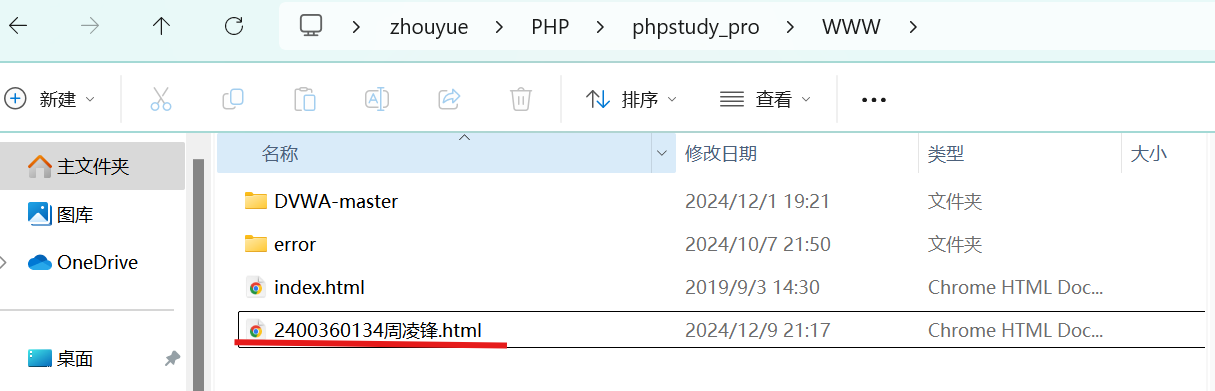 zhouyue > PHP > phpstudy_pro > WWW >
新建 排序 查看 •••
名称 修改日期 类型 大小
主文件夹
图库
OneDrive
桌面
DVWA-master 2024/12/1 19:21 文件夹
error 2024/10/7 21:50 文件夹
index.html 2019/9/3 14:30 Chrome HTML Doc...
2400360134周凌锋.html 2024/12/9 21:17 Chrome HTML Doc...